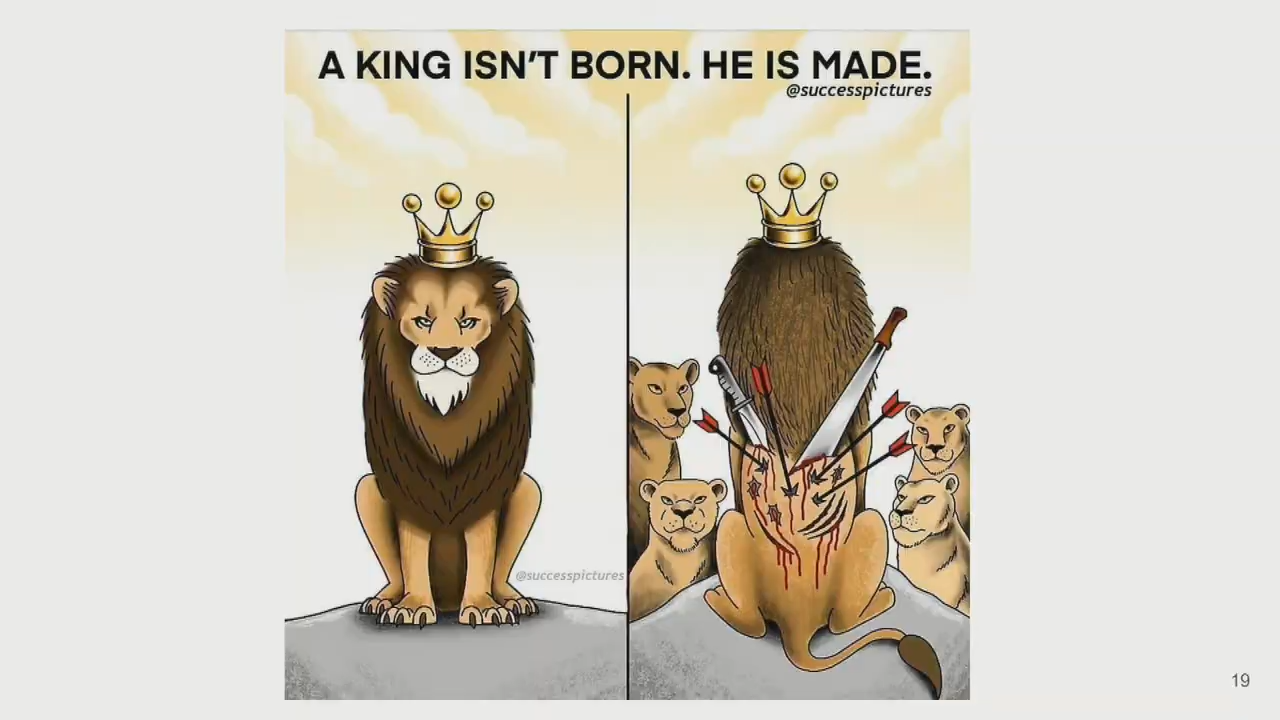 A KING ISN'T BORN. HE IS MADE.
@successpictures
@successpictures
19